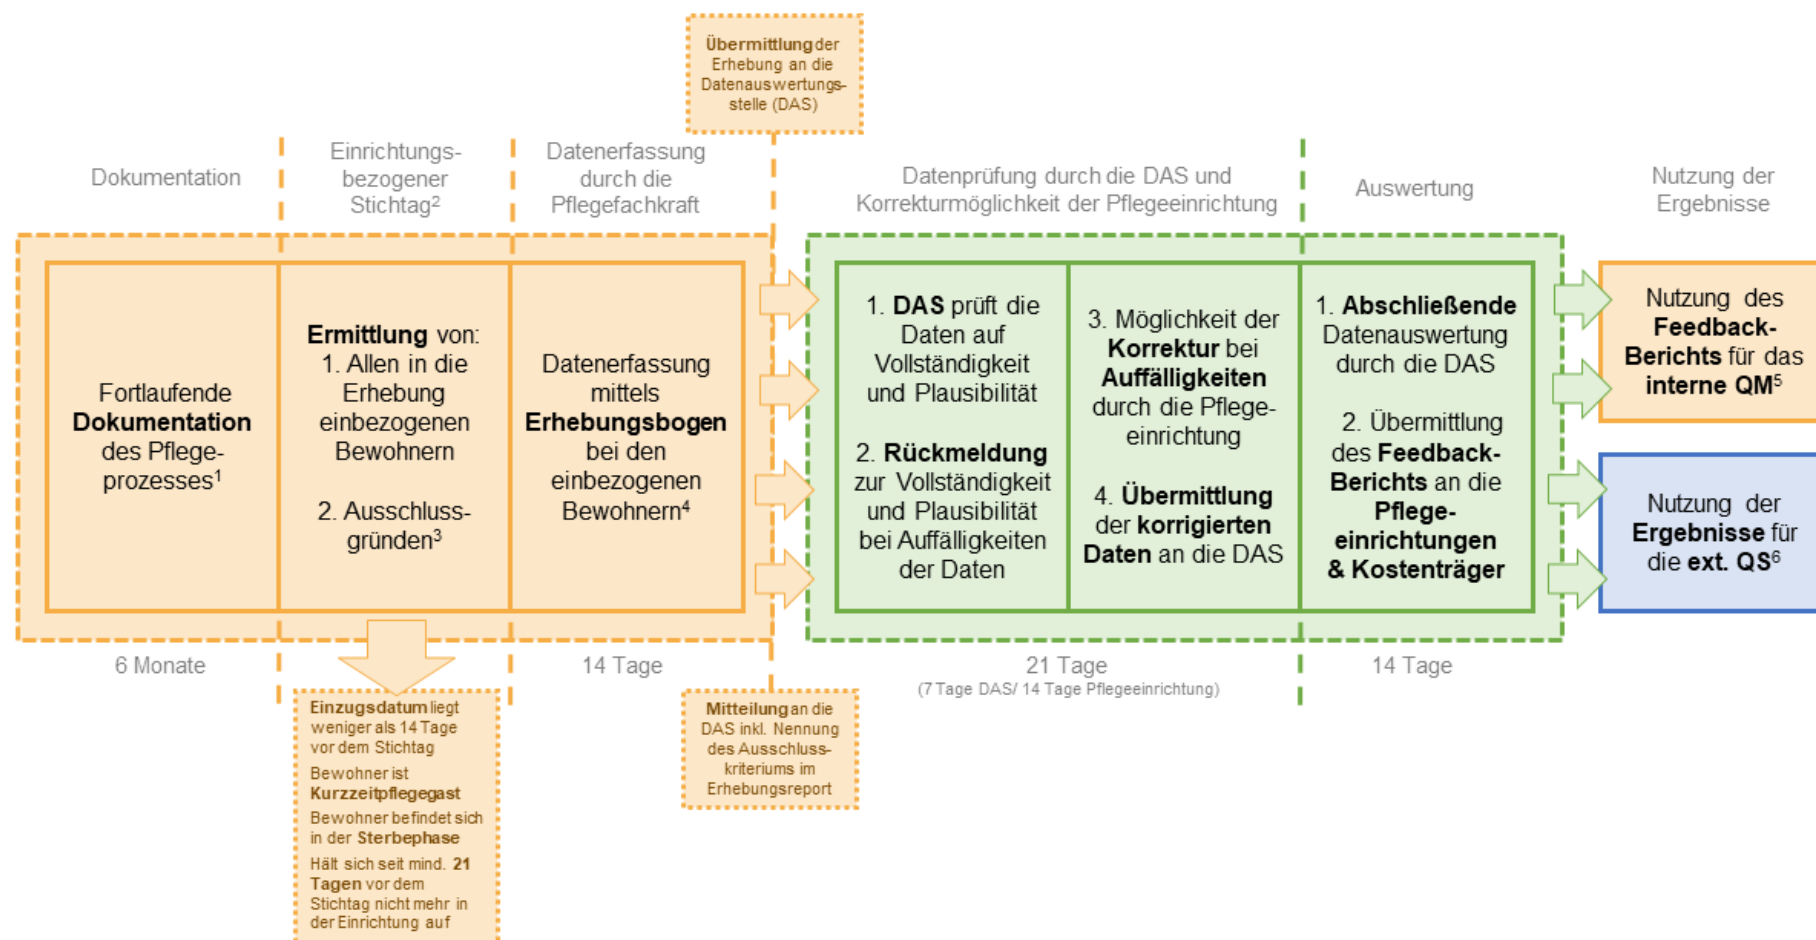 Übermittlung der
Erhebung an die
Datenauswertungs-
stelle (DAS)
Dokumentation
Einrichtungs-
bezogener
Stichtag²
Datenerfassung
durch die
Pflegefachkraft
Datenprüfung durch die DAS und
Korrekturmöglichkeit der Pflegeeinrichtung
Auswertung
Nutzung der
Ergebnisse
Fortlaufende
Dokumentation
des Pflege-
prozesses¹
Ermittlung von:
1. Allen in die
Erhebung
einbezogenen
Bewohnern
2. Ausschluss-
gründen³
Datenerfassung
mittels
Erhebungsbogen
bei den
einbezogenen
Bewohnern⁴
1. DAS prüft die
Daten auf
Vollständigkeit
und Plausibilität
2. Rückmeldung
zur Vollständigkeit
und Plausibilität
bei Auffälligkeiten
der Daten
3. Möglichkeit der
Korrektur bei
Auffälligkeiten
durch die Pflege-
einrichtung
4. Übermittlung
der korrigierten
Daten an die DAS
1. Abschließende
Datenauswertung
durch die DAS
2. Übermittlung
des Feedback-
Berichts an die
Pflege-
einrichtungen
& Kostenträger
Nutzung des
Feedback-
Berichts für das
interne QM⁵
Nutzung der
Ergebnisse für
die ext. QS⁶
6 Monate
14 Tage
21 Tage
(7 Tage DAS/ 14 Tage Pflegeeinrichtung)
14 Tage
Einzugsdatum liegt
weniger als 14 Tage
vor dem Stichtag
Bewohner ist
Kurzzeitpflegegast
Bewohner befindet sich
in der Sterbephase
Hält sich seit mind. 21
Tagen vor dem
Stichtag nicht mehr in
der Einrichtung auf
Mitteilung an die
DAS inkl. Nennung
des Ausschluss-
kriteriums im
Erhebungsreport